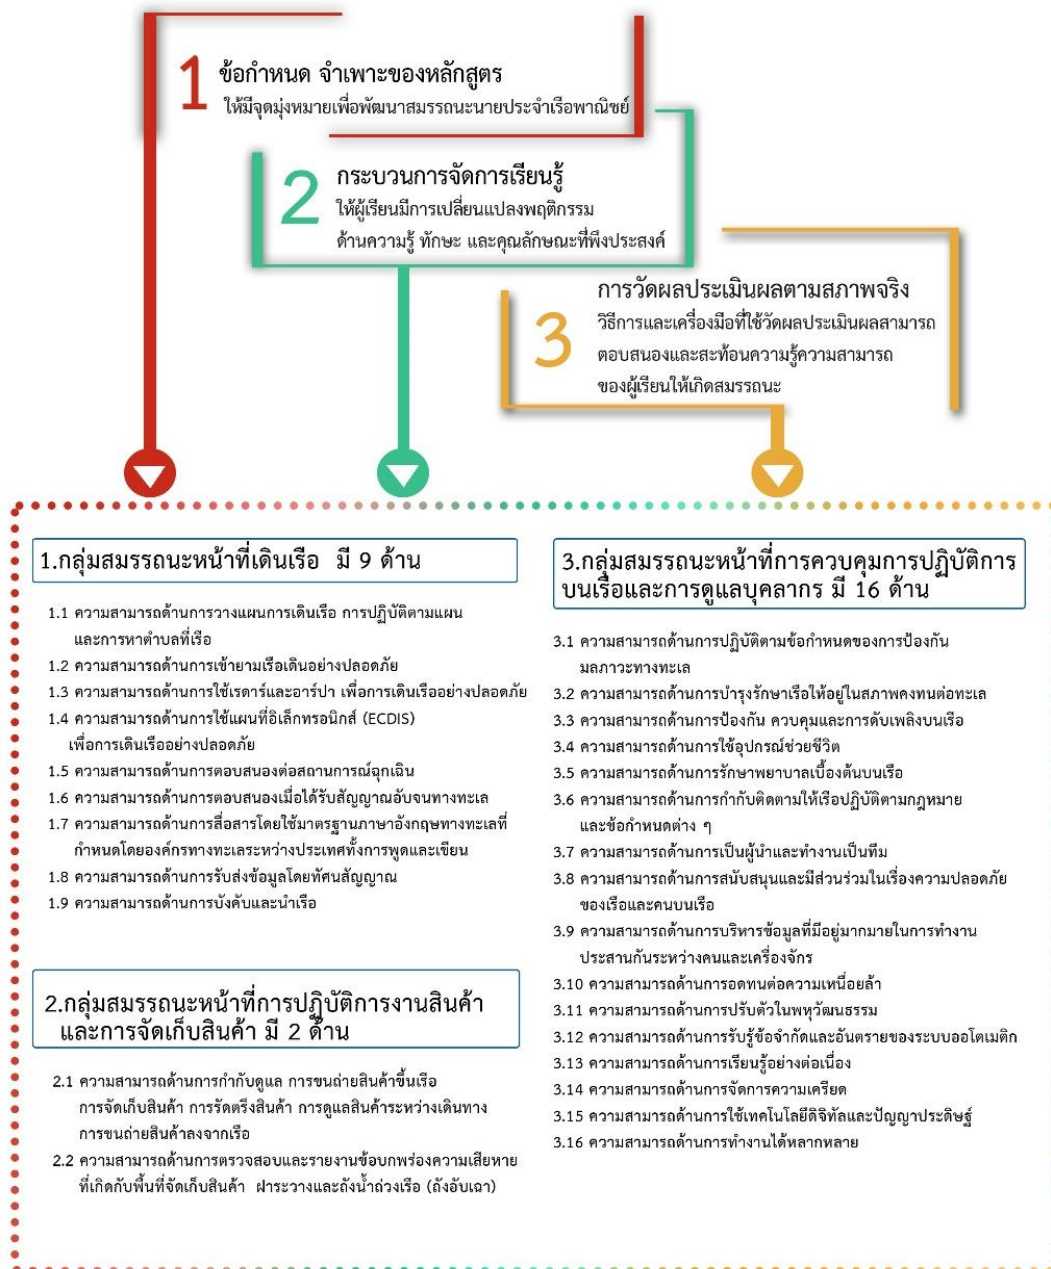 1
ข้อกำหนด จำเพาะของหลักสูตร
ให้มีจุดมุ่งหมายเพื่อพัฒนาสมรรถนะนายประจำเรือพาณิชย์
2
กระบวนการจัดการเรียนรู้
ให้ผู้เรียนมีการเปลี่ยนแปลงพฤติกรรม
ด้านความรู้ ทักษะ และคุณลักษณะที่พึงประสงค์
3
การวัดผลประเมินผลตามสภาพจริง
วิธีการและเครื่องมือที่ใช้วัดผลประเมินผลสามารถ
ตอบสนองและสะท้อนความรู้ความสามารถ
ของผู้เรียนให้เกิดสมรรถนะ
1.กลุ่มสมรรถนะหน้าที่เดินเรือ มี 9 ด้าน
1.1 ความสามารถด้านการวางแผนการเดินเรือ การปฏิบัติตามแผน
และการหาตำบลที่เรือ
1.2 ความสามารถด้านการเข้ายามเรือเดินอย่างปลอดภัย
1.3 ความสามารถด้านการใช้เรดาร์และอาร์ปา เพื่อการเดินเรืออย่างปลอดภัย
1.4 ความสามารถด้านการใช้แผนที่อิเล็กทรอนิกส์ (ECDIS)
เพื่อการเดินเรืออย่างปลอดภัย
1.5 ความสามารถด้านการตอบสนองต่อสถานการณ์ฉุกเฉิน
1.6 ความสามารถด้านการตอบสนองเมื่อได้รับสัญญาณอับจนทางทะเล
1.7 ความสามารถด้านการสื่อสารโดยใช้มาตรฐานภาษาอังกฤษทางทะเลที่
กำหนดโดยองค์กรทางทะเลระหว่างประเทศทั้งการพูดและเขียน
1.8 ความสามารถด้านการรับส่งข้อมูลโดยทัศนสัญญาณ
1.9 ความสามารถด้านการบังคับและนำเรือ
2.กลุ่มสมรรถนะหน้าที่การปฏิบัติการงานสินค้า
และการจัดเก็บสินค้า มี 2 ด้าน
2.1 ความสามารถด้านการกำกับดูแล การขนถ่ายสินค้าขึ้นเรือ
การจัดเก็บสินค้า การรัดตรึงสินค้า การดูแลสินค้าระหว่างเดินทาง
การขนถ่ายสินค้าลงจากเรือ
2.2 ความสามารถด้านการตรวจสอบและรายงานข้อบกพร่องความเสียหาย
ที่เกิดกับพื้นที่จัดเก็บสินค้า ฝาระวางและถังน้ำถ่วงเรือ (ถังอับเฉา)
3.กลุ่มสมรรถนะหน้าที่การควบคุมการปฏิบัติการ
บนเรือและการดูแลบุคลากร มี 16 ด้าน
3.1 ความสามารถด้านการปฏิบัติตามข้อกำหนดของการป้องกัน
มลภาวะทางทะเล
3.2 ความสามารถด้านการบำรุงรักษาเรือให้อยู่ในสภาพคงทนต่อทะเล
3.3 ความสามารถด้านการป้องกัน ควบคุมและการดับเพลิงบนเรือ
3.4 ความสามารถด้านการใช้อุปกรณ์ช่วยชีวิต
3.5 ความสามารถด้านการรักษาพยาบาลเบื้องต้นบนเรือ
3.6 ความสามารถด้านการกำกับติดตามให้เรือปฏิบัติตามกฎหมาย
และข้อกำหนดต่าง ๆ
3.7 ความสามารถด้านการเป็นผู้นำและทำงานเป็นทีม
3.8 ความสามารถด้านการสนับสนุนและมีส่วนร่วมในเรื่องความปลอดภัย
ของเรือและคนบนเรือ
3.9 ความสามารถด้านการบริหารข้อมูลที่มีอยู่มากมายในการทำงาน
ประสานกันระหว่างคนและเครื่องจักร
3.10 ความสามารถด้านการอดทนต่อความเหนื่อยล้า
3.11 ความสามารถด้านการปรับตัวในพหุวัฒนธรรม
3.12 ความสามารถด้านการรับรู้ข้อจำกัดและอันตรายของระบบออโตเมติก
3.13 ความสามารถด้านการเรียนรู้อย่างต่อเนื่อง
3.14 ความสามารถด้านการจัดการความเครียด
3.15 ความสามารถด้านการใช้เทคโนโลยีดิจิทัลและปัญญาประดิษฐ์
3.16 ความสามารถด้านการทำงานได้หลากหลาย